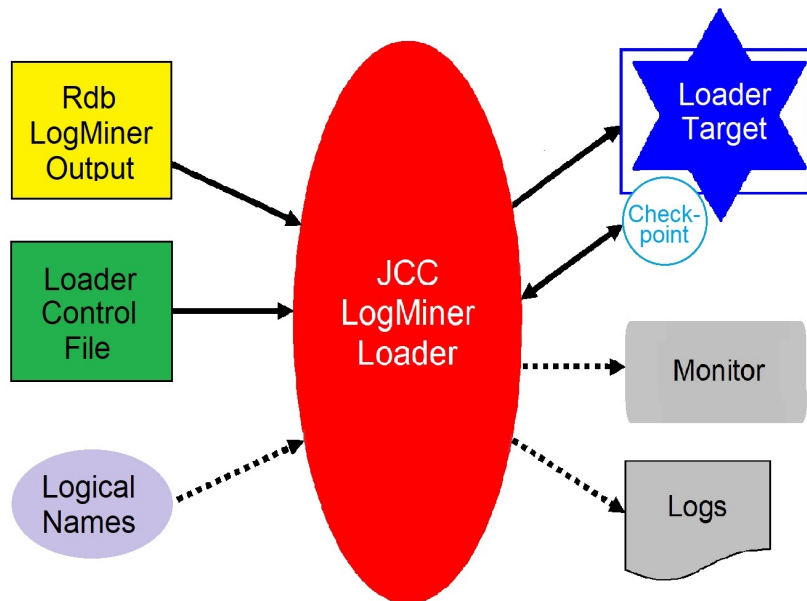 Rdb
LogMiner
Output
Loader
Control
File
Logical
Names
JCC
LogMiner
Loader
Loader
Target
Check-
point
Monitor
Logs